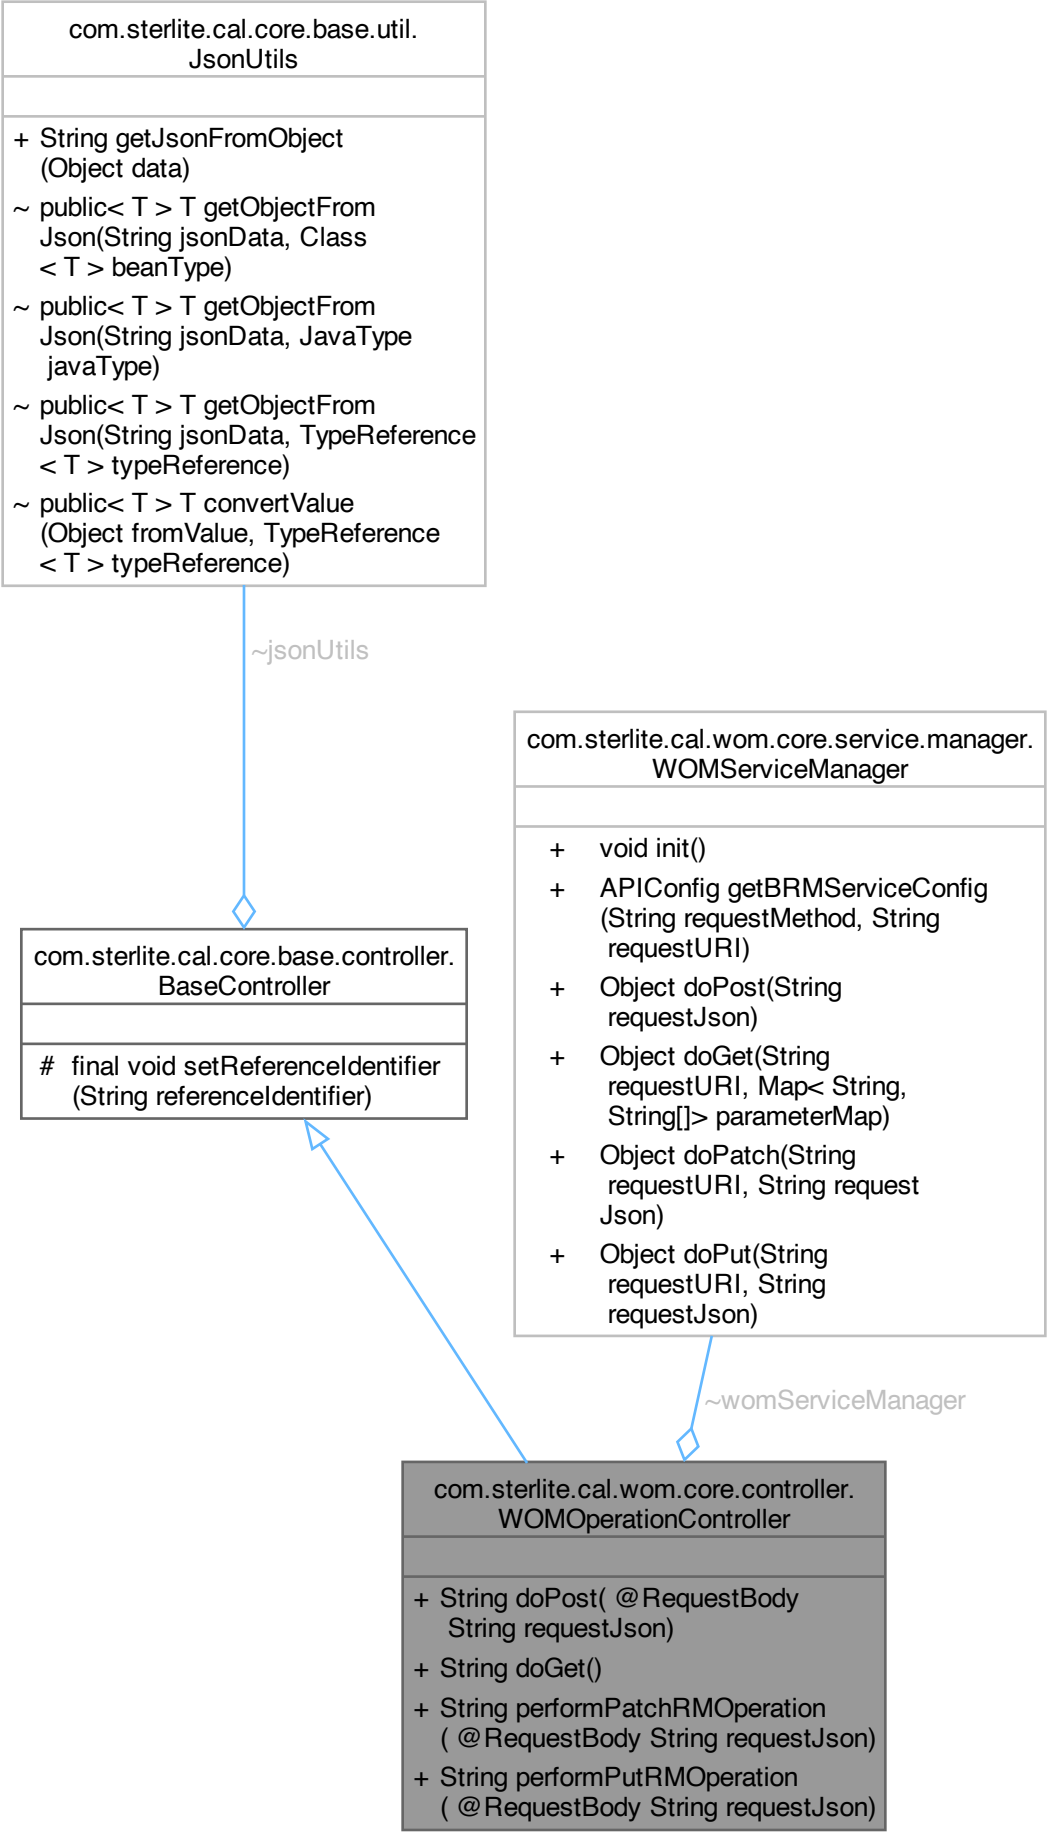 com.sterlite.cal.core.base.util.
JsonUtils
+ String getJsonFromObject
(Object data)
~ public< T > T getObjectFrom
Json(String jsonData, Class
< T > beanType)
~ public< T > T getObjectFrom
Json(String jsonData, JavaType
javaType)
~ public< T > T getObjectFrom
Json(String jsonData, TypeReference
< T > typeReference)
~ public< T > T convertValue
(Object fromValue, TypeReference
< T > typeReference)
~jsonUtils
com.sterlite.cal.wom.core.service.manager.
WOMServiceManager
+ void init()
+ APIConfig getBRMServiceConfig
(String requestMethod, String
requestURI)
+ Object doPost(String
requestJson)
+ Object doGet(String
requestURI, Map< String,
String[]> parameterMap)
+ Object doPatch(String
requestURI, String request
Json)
+ Object doPut(String
requestURI, String
requestJson)
com.sterlite.cal.core.base.controller.
BaseController
# final void setReferenceIdentifier
(String referenceIdentifier)
~womServiceManager
com.sterlite.cal.wom.core.controller.
WOMOperationController
+ String doPost( @RequestBody
String requestJson)
+ String doGet()
+ String performPatchRMOperation
( @RequestBody String requestJson)
+ String performPutRMOperation
( @RequestBody String requestJson)